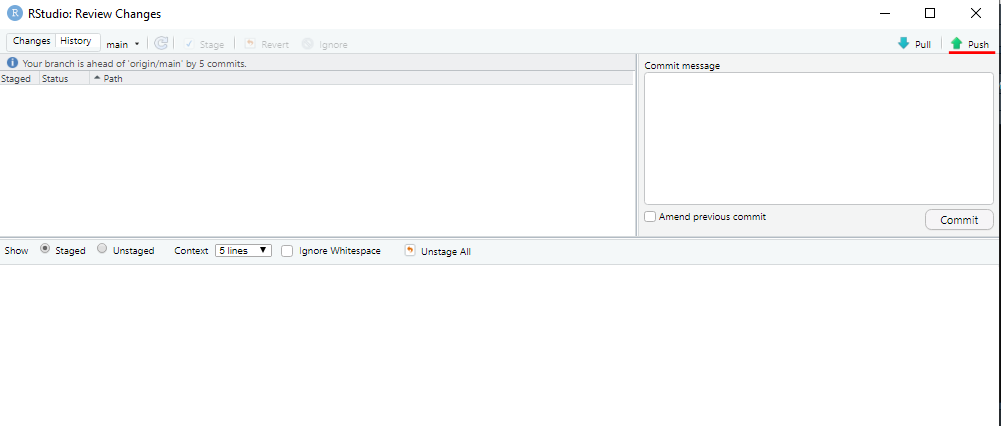 R RStudio: Review Changes
Changes History main Stage Revert Ignore Pull Push
Your branch is ahead of 'origin/main' by 5 commits.
Staged Status Path
Commit message
Amend previous commit
Commit
Show Staged Unstaged Context 5 lines Ignore Whitespace Unstage All